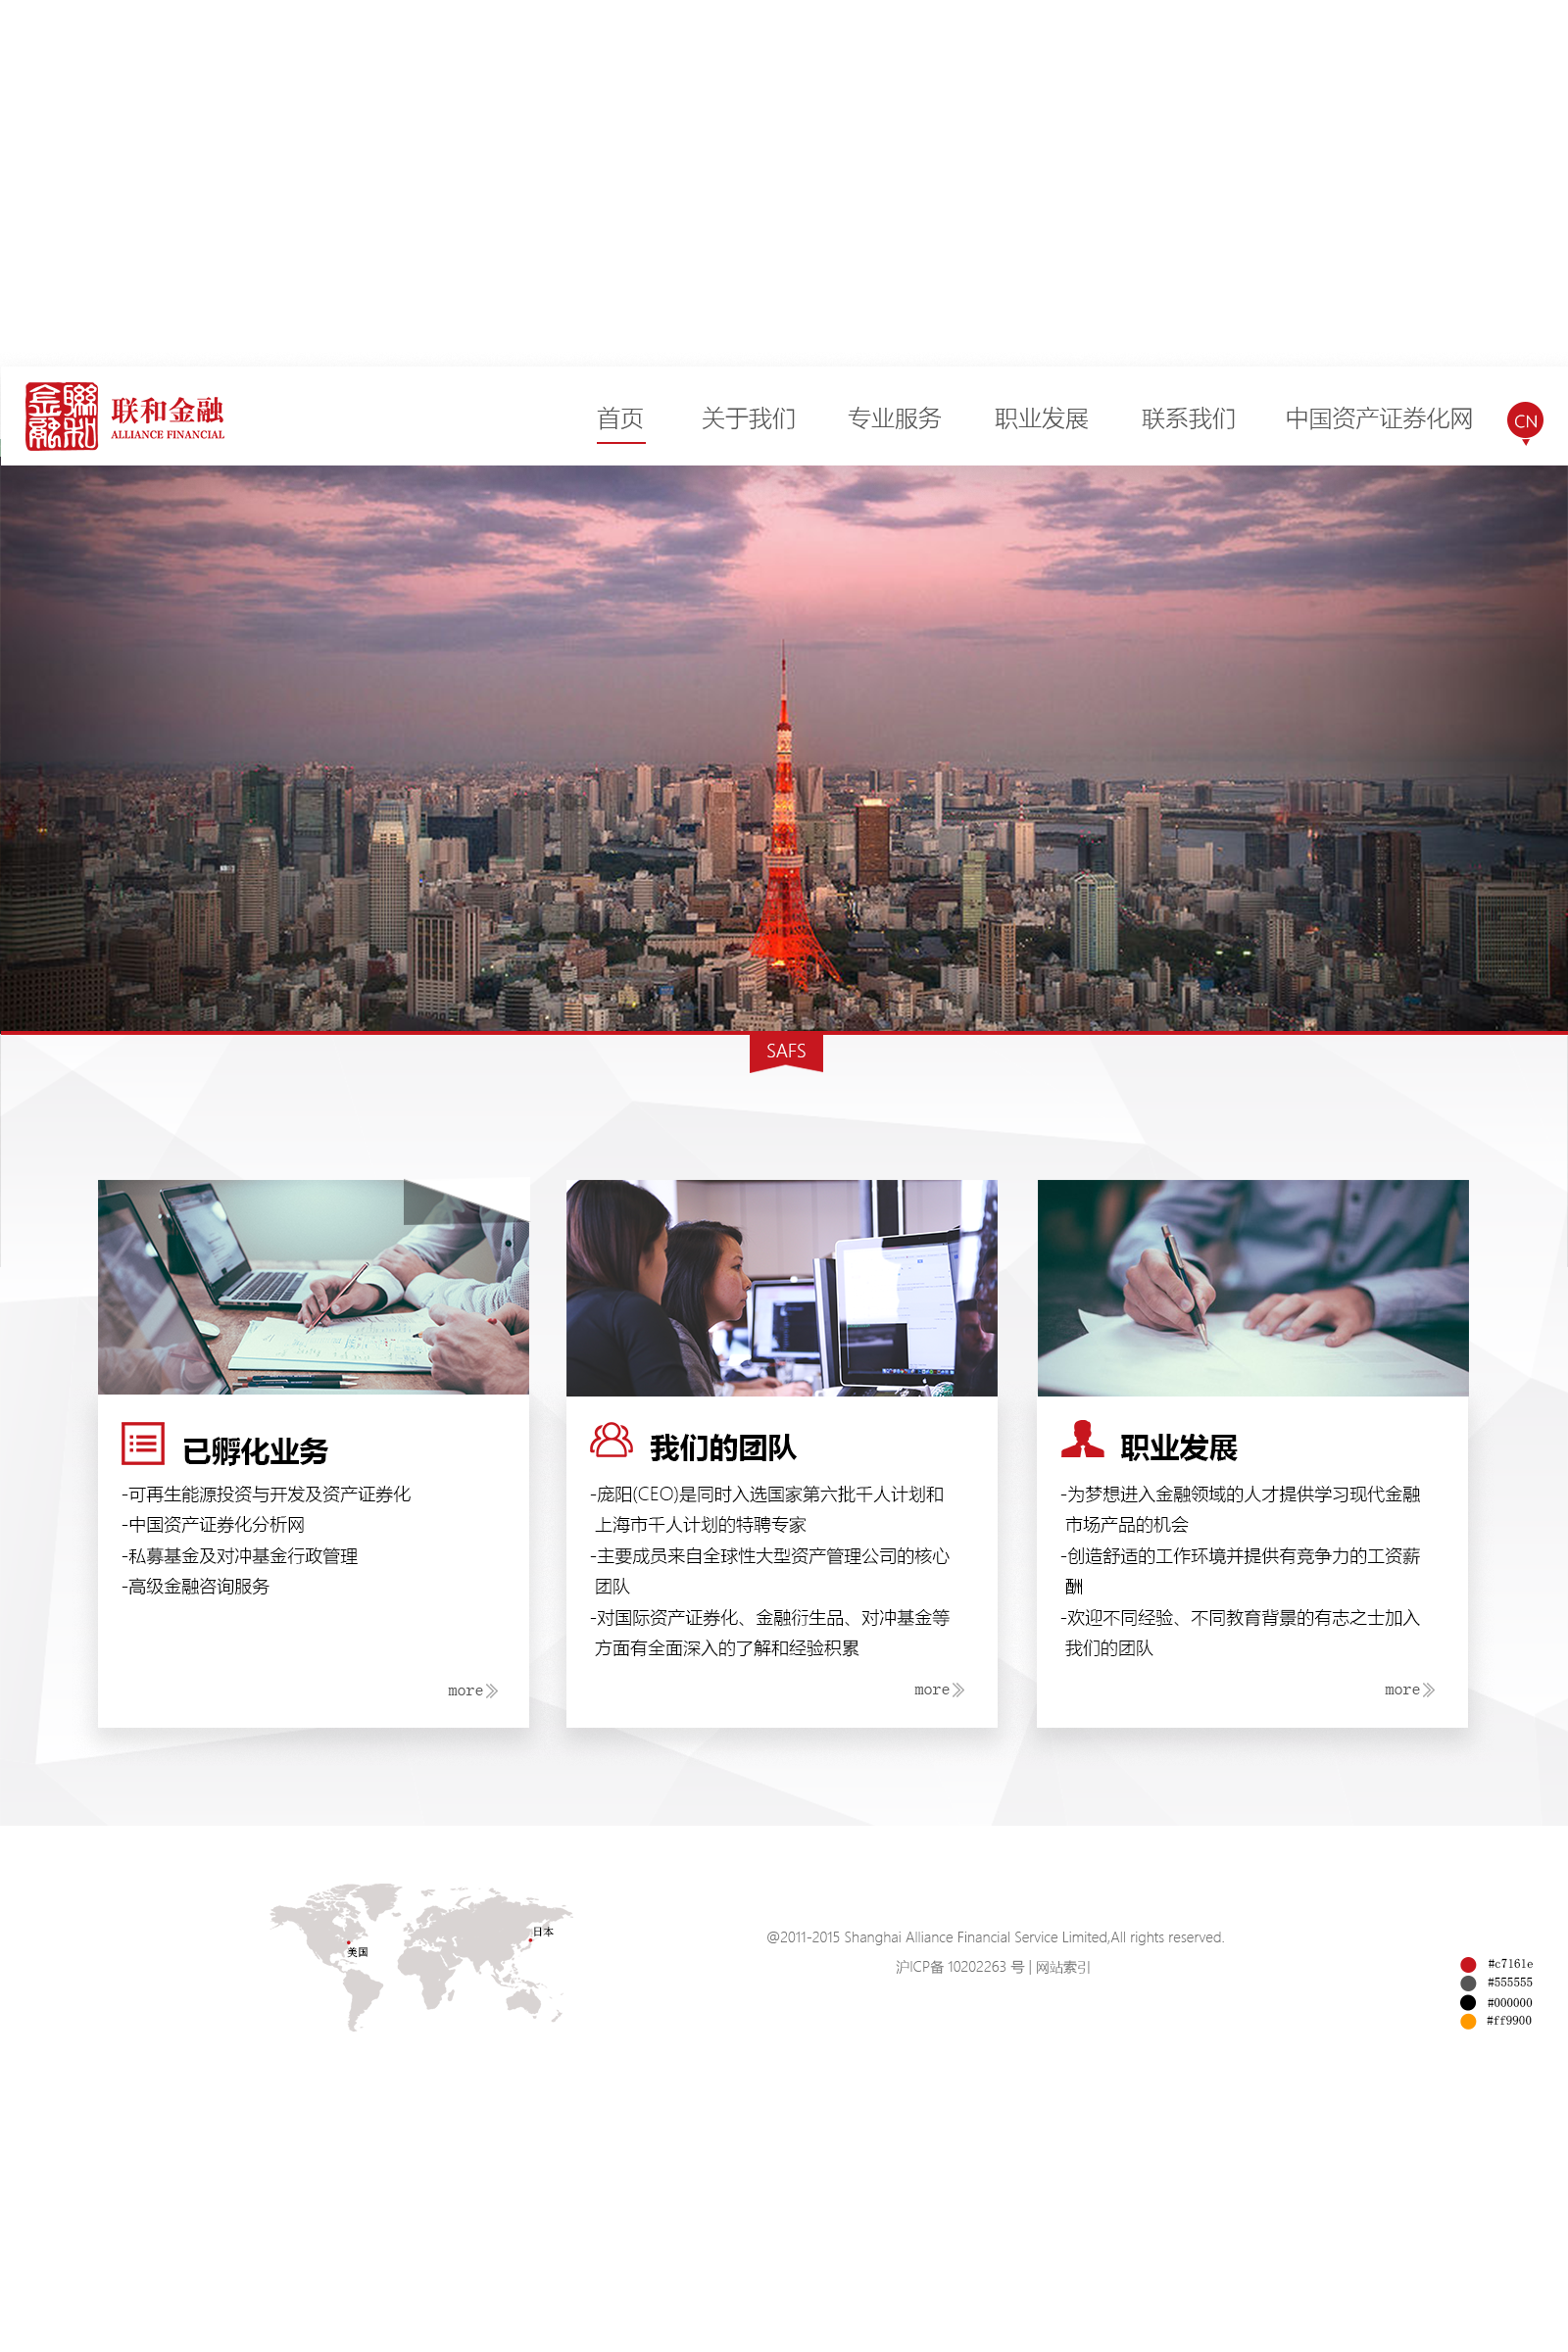 聯和金融
联和金融
ALLIANCE FINANCIAL
首页
关于我们
专业服务
职业发展
联系我们
中国资产证券化网
CN
SAFS
已孵化业务
-可再生能源投资与开发及资产证券化
-中国资产证券化分析网
-私募基金及对冲基金行政管理
-高级金融咨询服务
more
我们的团队
-庞阳(CEO)是同时入选国家第六批千人计划和
上海市千人计划的特聘专家
-主要成员来自全球性大型资产管理公司的核心
团队
-对国际资产证券化、金融衍生品、对冲基金等
方面有全面深入的了解和经验积累
more
职业发展
-为梦想进入金融领域的人才提供学习现代金融
市场产品的机会
-创造舒适的工作环境并提供有竞争力的工资薪
酬
-欢迎不同经验、不同教育背景的有志之士加入
我们的团队
more
美国
日本
@2011-2015 Shanghai Alliance Financial Service Limited,All rights reserved.
沪ICP备 10202263 号 | 网站索引
#c7161e
#555555
#000000
#ff9900